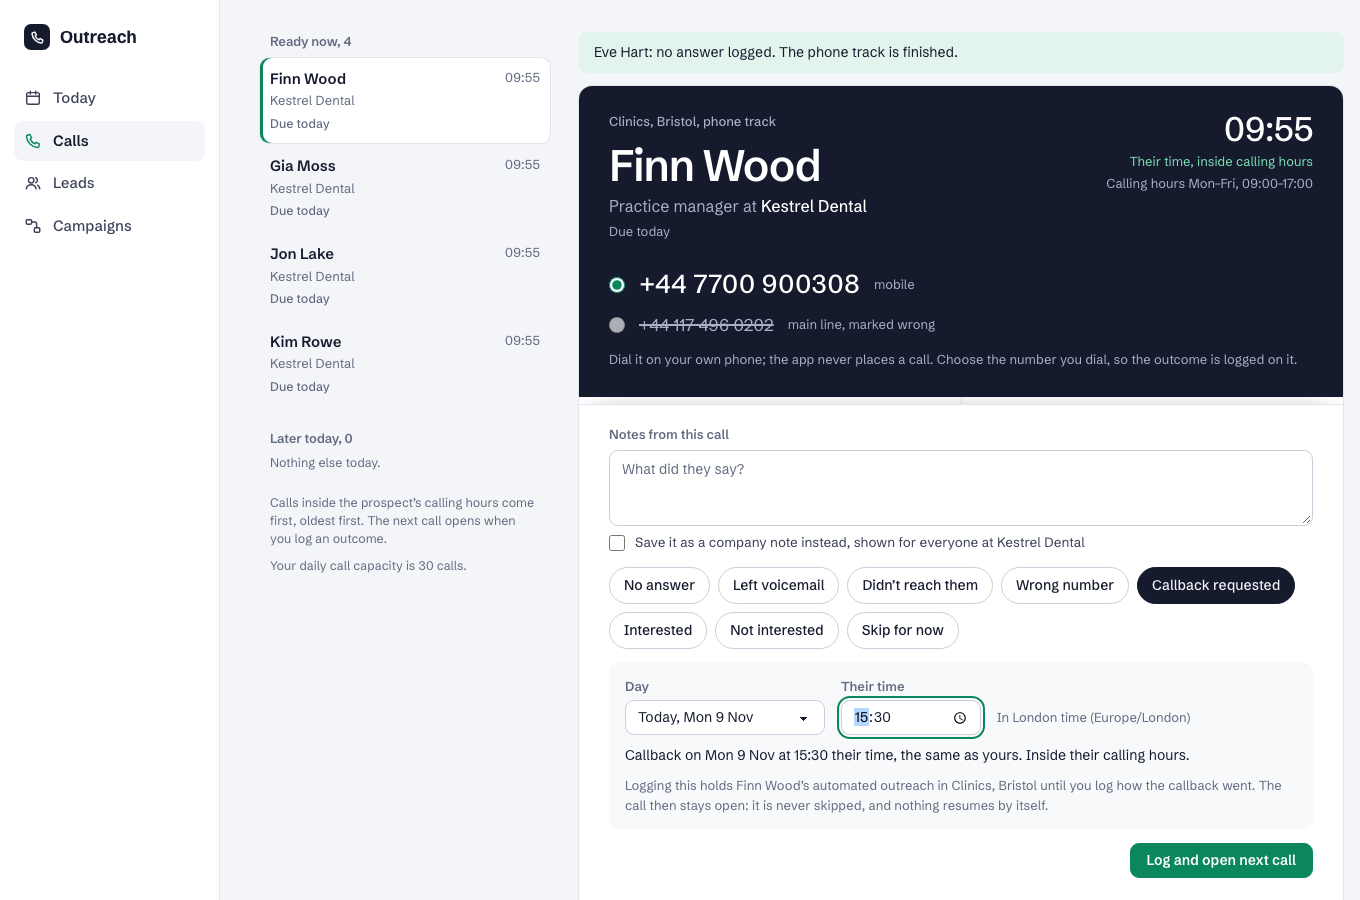 Outreach
Today
Calls
Leads
Campaigns
Ready now, 4
Finn Wood 09:55
Kestrel Dental
Due today
Gia Moss 09:55
Kestrel Dental
Due today
Jon Lake 09:55
Kestrel Dental
Due today
Kim Rowe 09:55
Kestrel Dental
Due today
Later today, 0
Nothing else today.
Calls inside the prospect’s calling hours come
first, oldest first. The next call opens when
you log an outcome.
Your daily call capacity is 30 calls.
Eve Hart: no answer logged. The phone track is finished.
Clinics, Bristol, phone track
Finn Wood
Practice manager at Kestrel Dental
Due today
09:55
Their time, inside calling hours
Calling hours Mon–Fri, 09:00–17:00
+44 7700 900308 mobile
+44 117 496 0202 main line, marked wrong
Dial it on your own phone; the app never places a call. Choose the number you dial, so the outcome is logged on it.
Notes from this call
What did they say?
Save it as a company note instead, shown for everyone at Kestrel Dental
No answer Left voicemail Didn’t reach them Wrong number Callback requested
Interested Not interested Skip for now
Day Their time
Today, Mon 9 Nov 15:30 In London time (Europe/London)
Callback on Mon 9 Nov at 15:30 their time, the same as yours. Inside their calling hours.
Logging this holds Finn Wood’s automated outreach in Clinics, Bristol until you log how the callback went. The
call then stays open: it is never skipped, and nothing resumes by itself.
Log and open next call